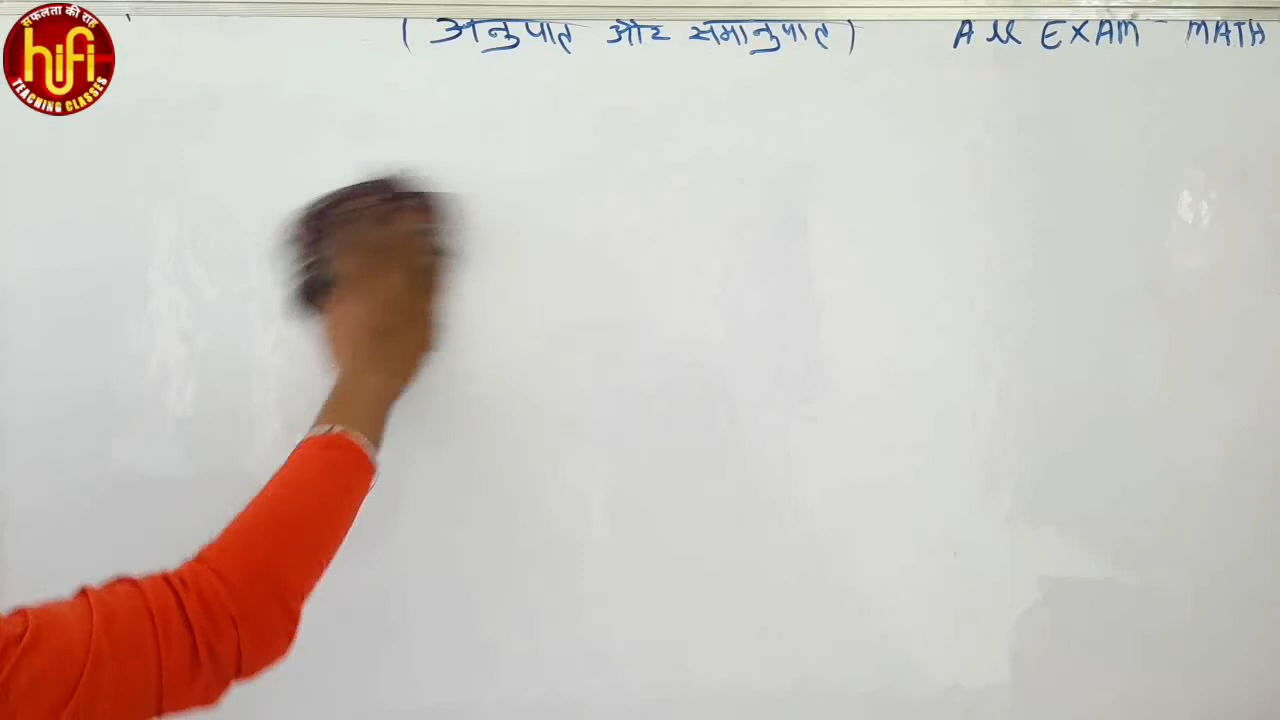 सफलता की राह
hifi
TEACHING CLASSES
( अनुपात और समानुपात ) All EXAM MATH